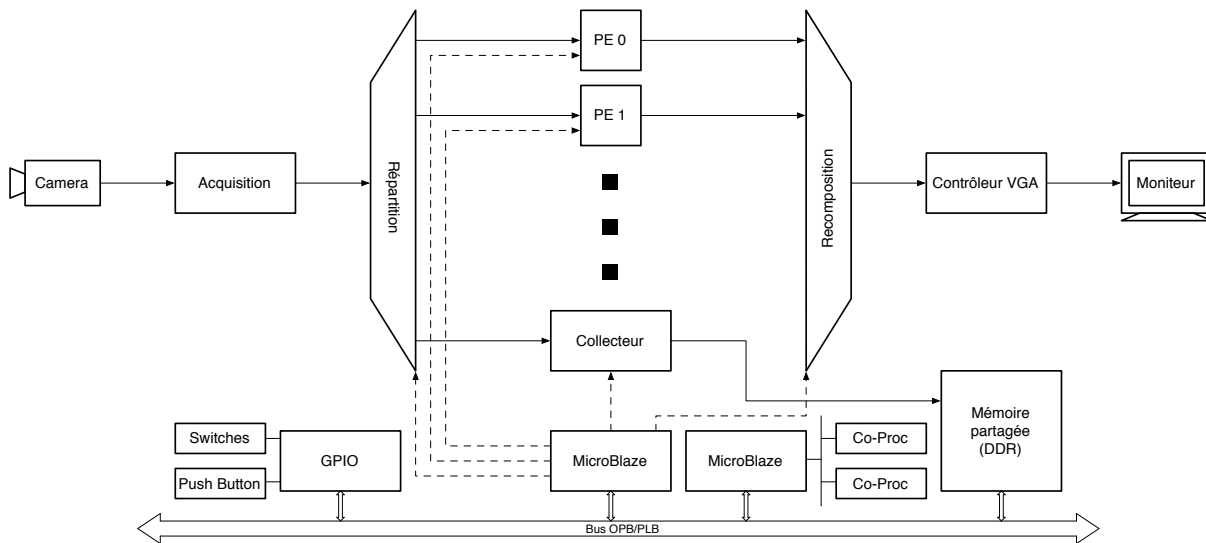 PE 0
PE 1
Camera
Acquisition
Répartition
Recomposition
Contrôleur VGA
Moniteur
Collecteur
Mémoire
partagée
(DDR)
Switches
Push Button
GPIO
MicroBlaze
MicroBlaze
Co-Proc
Co-Proc
Bus OPB/PLB